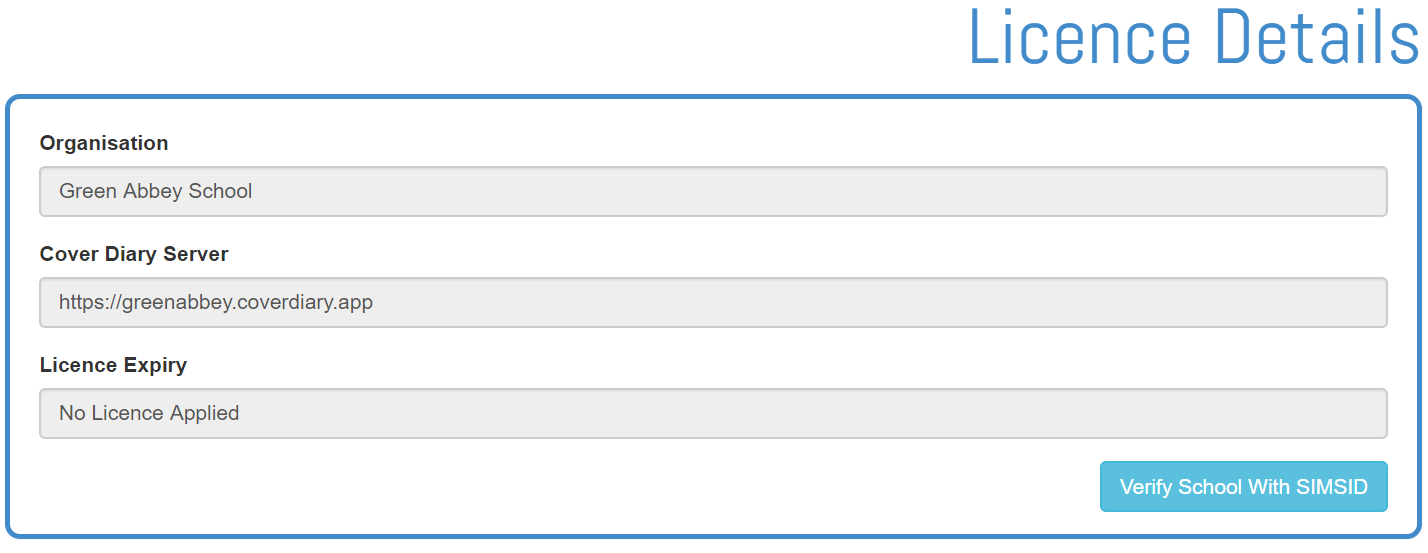 Licence Details
Organisation
Green Abbey School
Cover Diary Server
https://greenabbey.coverdiary.app
Licence Expiry
No Licence Applied
Verify School With SIMSID